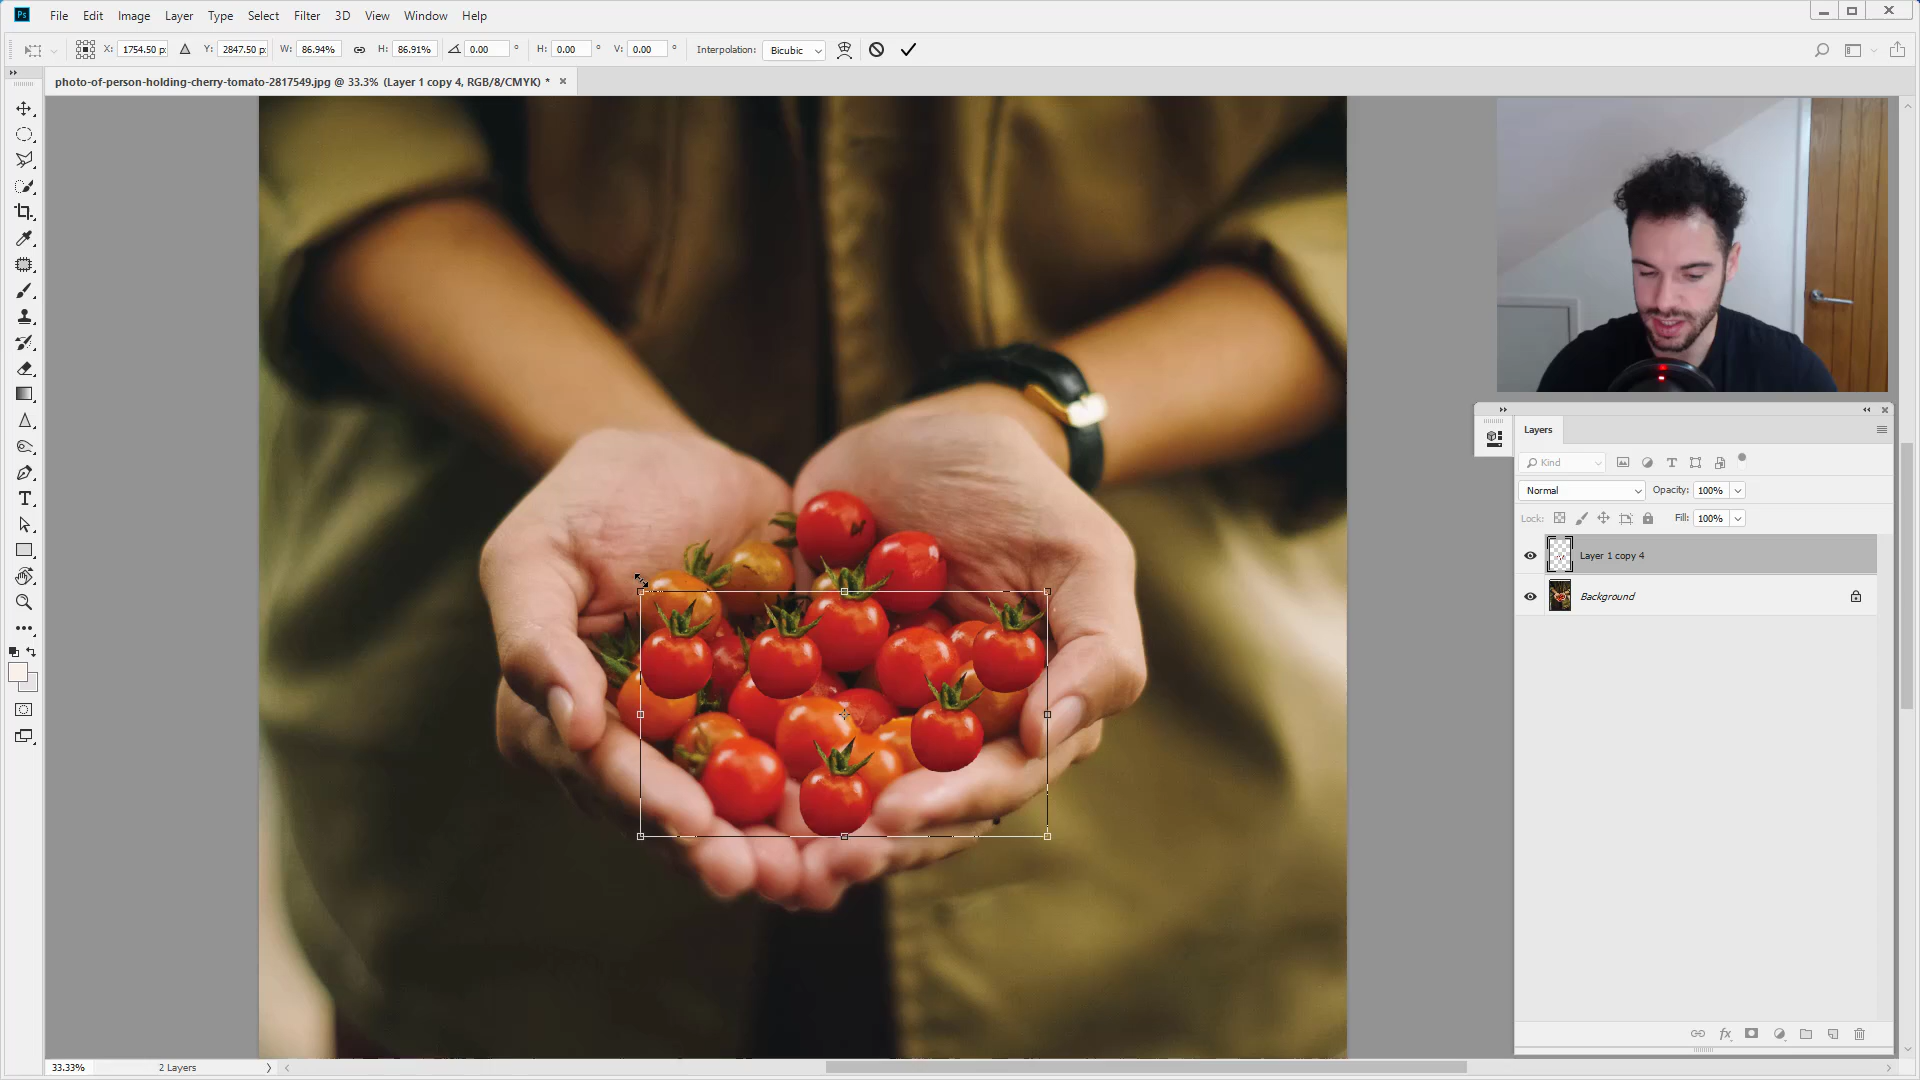 Ps File Edit Image Layer Type Select Filter 3D View Window Help
X: 1754.50 p: Y: 2847.50 p: W: 86.94% H: 86.91% 0.00 ° H: 0.00 ° V: 0.00 ° Interpolation: Bicubic
photo-of-person-holding-cherry-tomato-2817549.jpg @ 33.3% (Layer 1 copy 4, RGB/8/CMYK) *
Layers
Kind
Normal Opacity: 100%
Lock: Fill: 100%
Layer 1 copy 4
Background
fx
33.33% 2 Layers